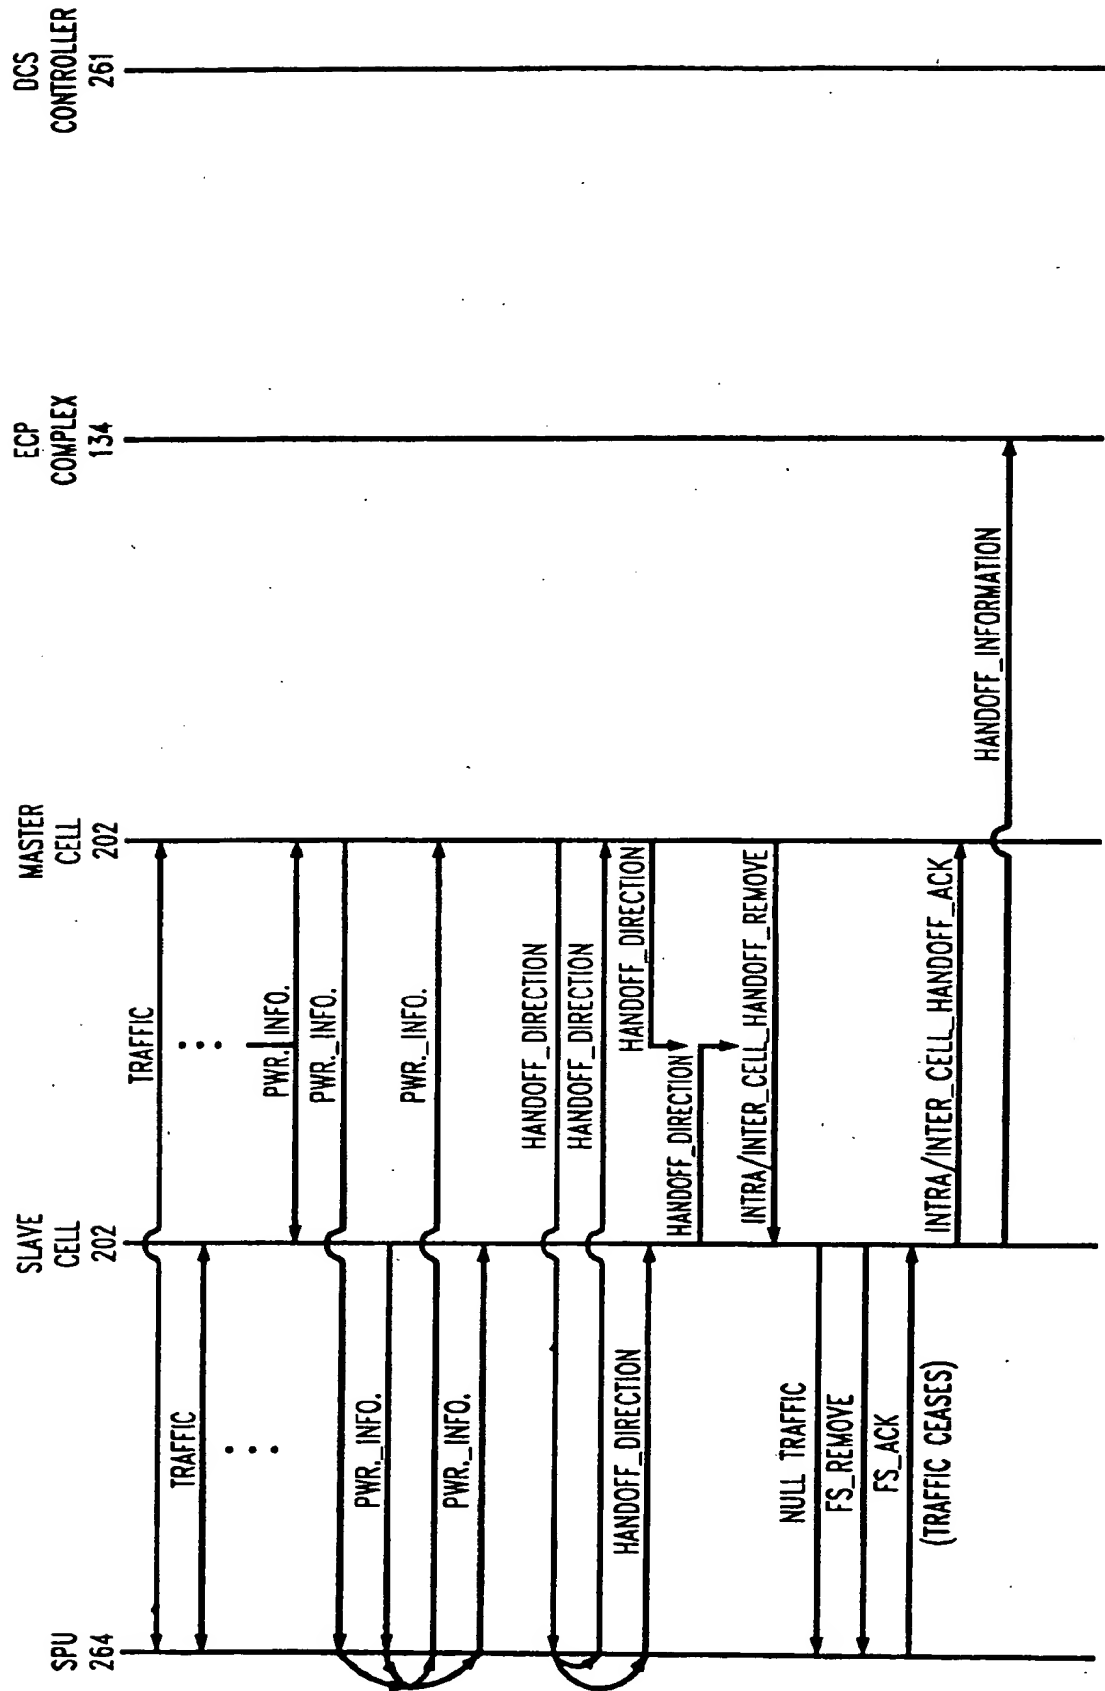 SPU
264
SLAVE
CELL
202
MASTER
CELL
202
ECP
COMPLEX
134
DCS
CONTROLLER
261
TRAFFIC
TRAFFIC
PWR._INFO.
PWR._INFO.
PWR._INFO.
PWR._INFO.
PWR._INFO.
HANDOFF_DIRECTION
HANDOFF_DIRECTION
HANDOFF_DIRECTION
HANDOFF_DIRECTION
HANDOFF_DIRECTION
INTRA/INTER_CELL_HANDOFF_REMOVE
NULL TRAFFIC
FS_REMOVE
FS_ACK
(TRAFFIC CEASES)
INTRA/INTER_CELL_HANDOFF_ACK
HANDOFF_INFORMATION